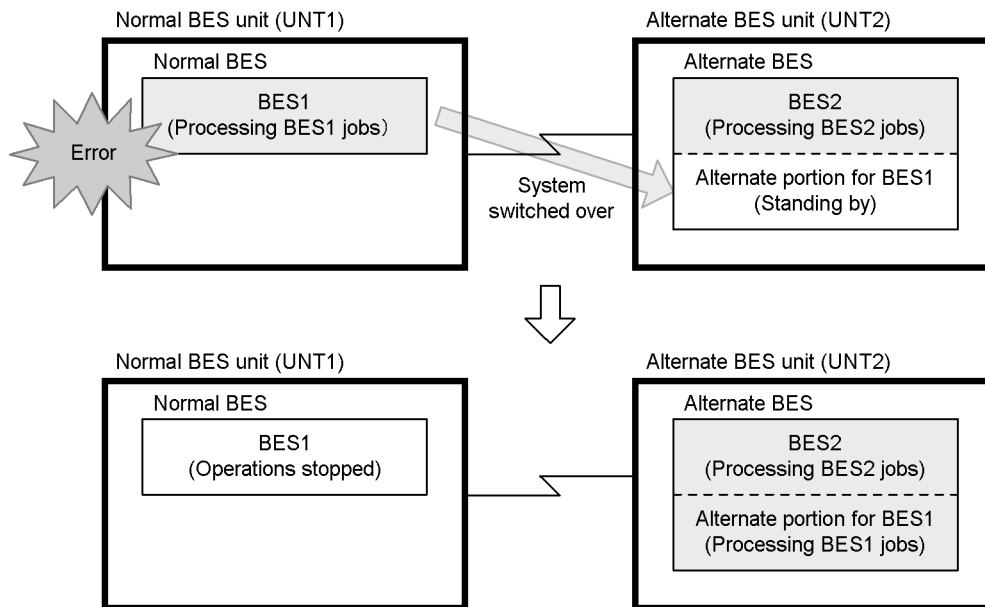 Normal BES unit (UNT1)
Normal BES
BES1
(Processing BES1 jobs)
Error
System
switched over
Alternate BES unit (UNT2)
Alternate BES
BES2
(Processing BES2 jobs)
Alternate portion for BES1
(Standing by)
Normal BES unit (UNT1)
Normal BES
BES1
(Operations stopped)
Alternate BES unit (UNT2)
Alternate BES
BES2
(Processing BES2 jobs)
Alternate portion for BES1
(Processing BES1 jobs)